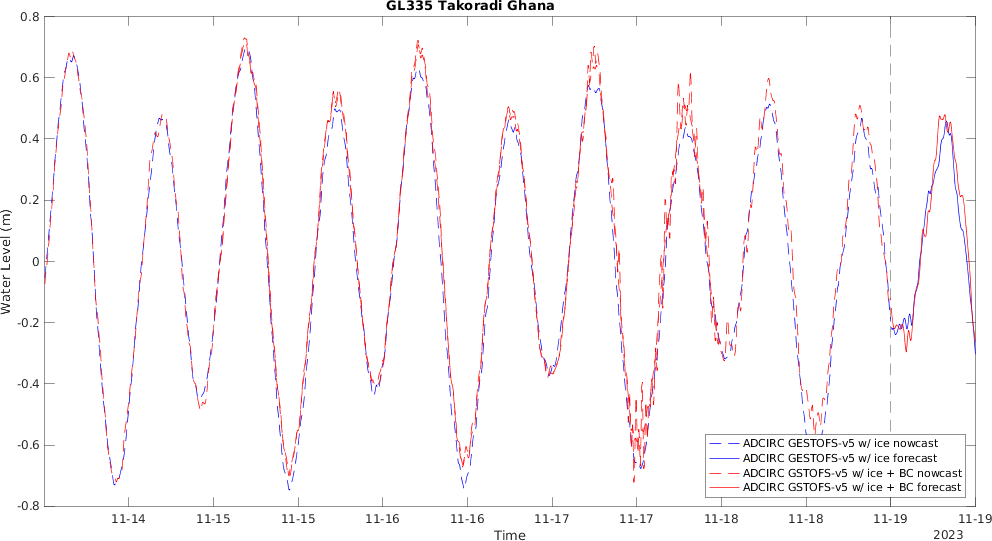 GL335 Takoradi Ghana
0.8
0.6
0.4
0.2
0
-0.2
-0.4
-0.6
-0.8
Water Level (m)
ADCIRC GESTOFS-v5 w/ ice nowcast
ADCIRC GESTOFS-v5 w/ ice forecast
ADCIRC GSTOFS-v5 w/ ice + BC nowcast
ADCIRC GSTOFS-v5 w/ ice + BC forecast
11-14 11-15 11-15 11-16 11-16 11-17 11-17 11-18 11-18 11-19 11-19
Time
2023